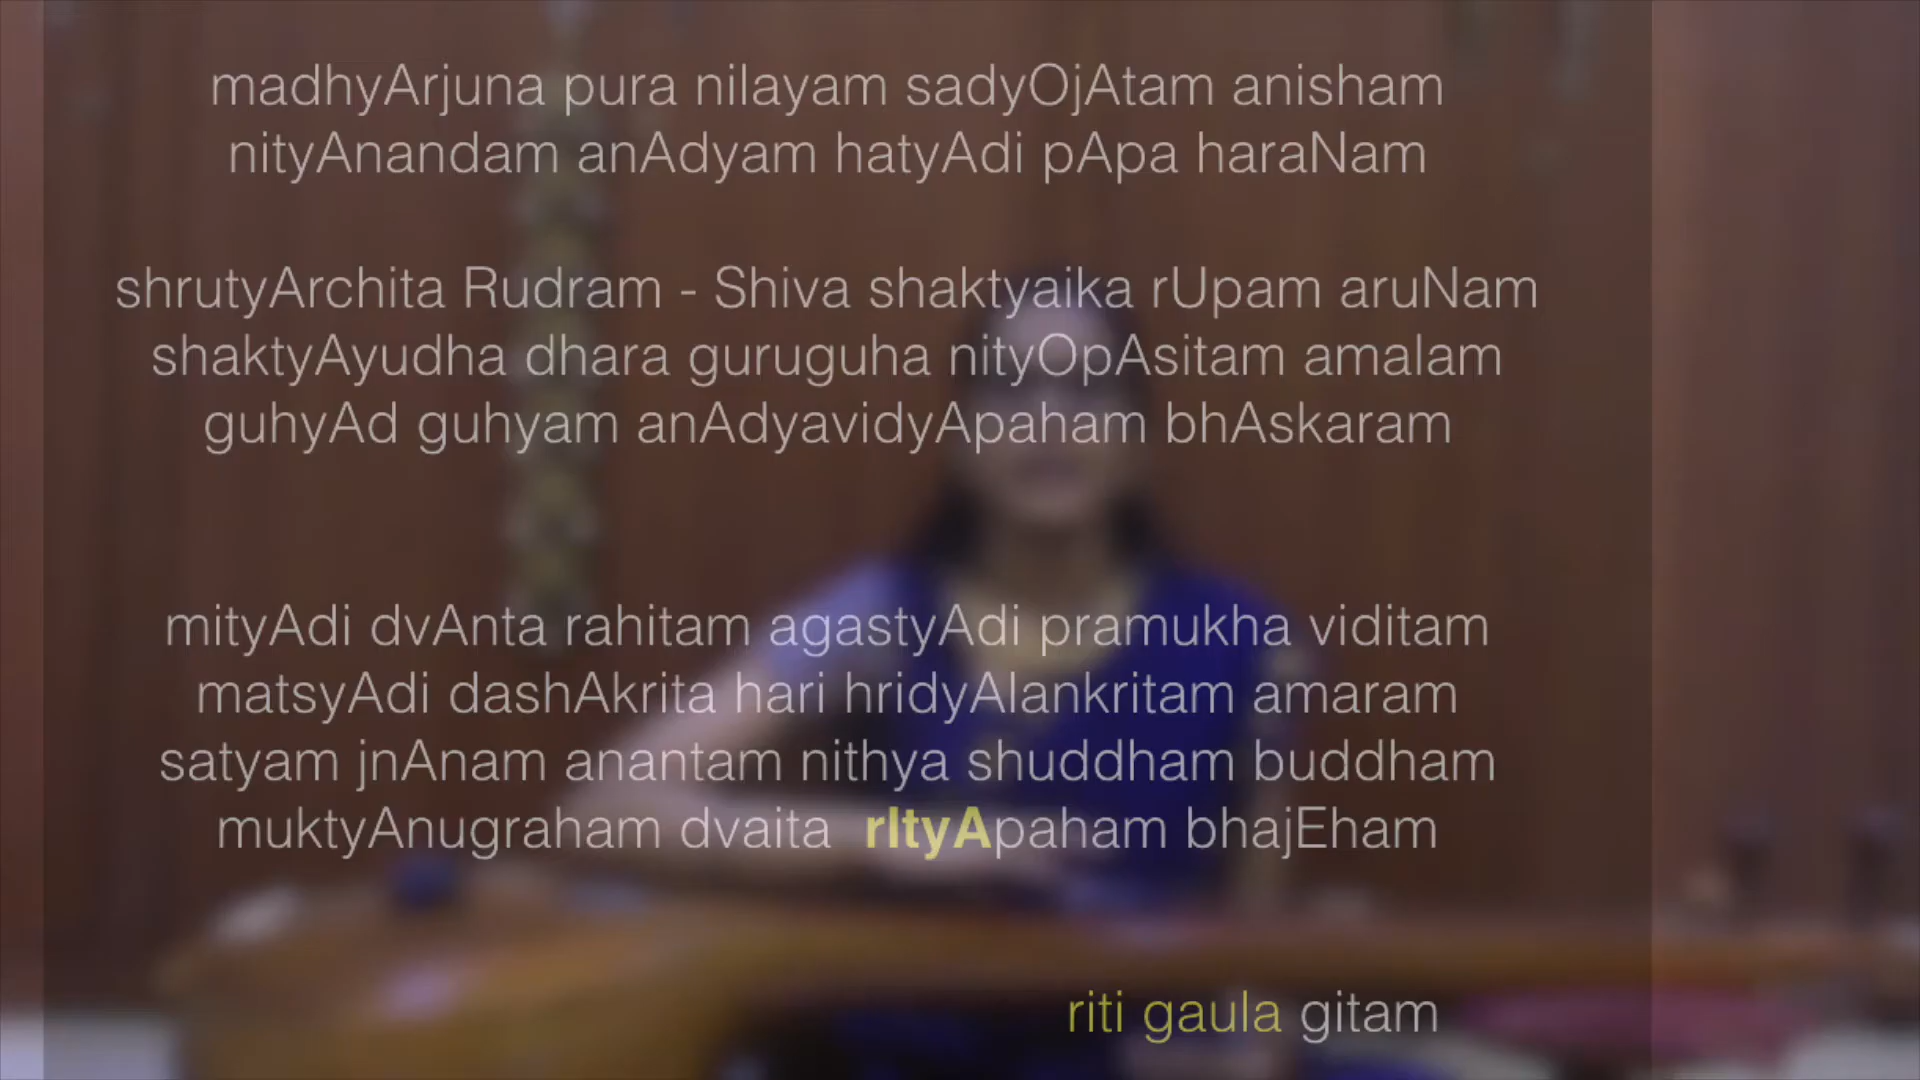 madhyArjuna pura nilayam sadyOjAtam anisham
nityAnandam anAdyam hatyAdi pApa haraNam
shrutyArchita Rudram - Shiva shaktyaika rUpam aruNam
shaktyAyudha dhara guruguha nityOpAsitam amalam
guhyAd guhyam anAdyavidyApaham bhAskaram
mityAdi dvAnta rahitam agastyAdi pramukha viditam
matsyAdi dashAkrita hari hridyAlankritam amaram
satyam jnAnam anantam nithya shuddham buddham
muktyAnugraham dvaita rItyApaham bhajEham
riti gaula gitam